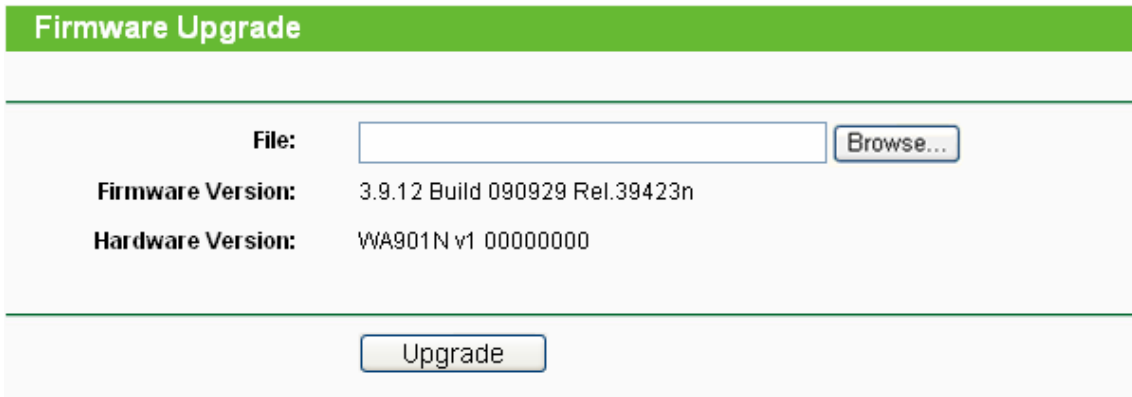 Firmware Upgrade
File: Browse...
Firmware Version: 3.9.12 Build 090929 Rel.39423n
Hardware Version: WA901N v1 00000000
Upgrade